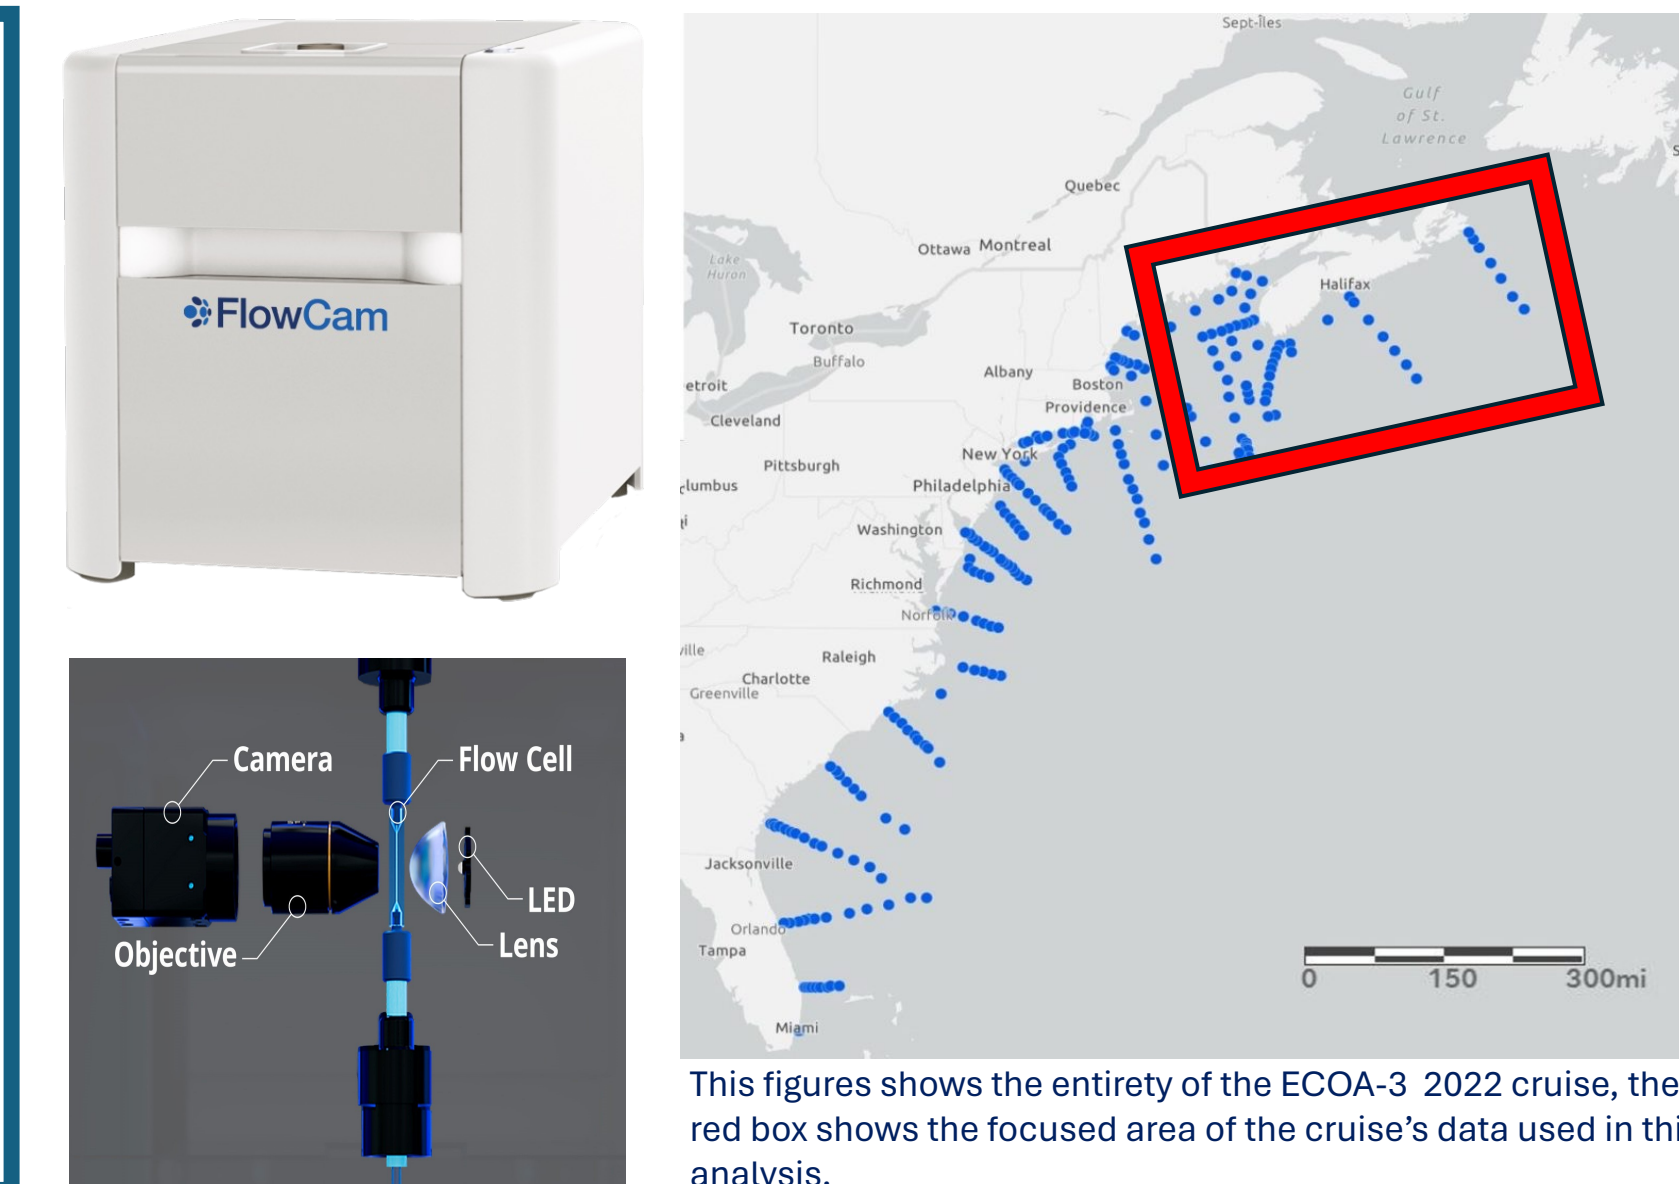 FlowCam
Camera
Flow Cell
LED
Lens
Objective
Sept-Iles
Gulf
of St.
Lawrence
Quebec
Ottawa
Montreal
Lake
Huron
Halifax
Toronto
Buffalo
Albany
Boston
etroit
Providence
Cleveland
New York
Pittsburgh
lumbus
Philadelphia
Washington
Richmond
Norfolk
ville
Raleigh
Charlotte
Greenville
Jacksonville
Orlando
Tampa
Miami
0 150 300mi
This figures shows the entirety of the ECOA-3 2022 cruise, the
red box shows the focused area of the cruise's data used in thi
analysis.